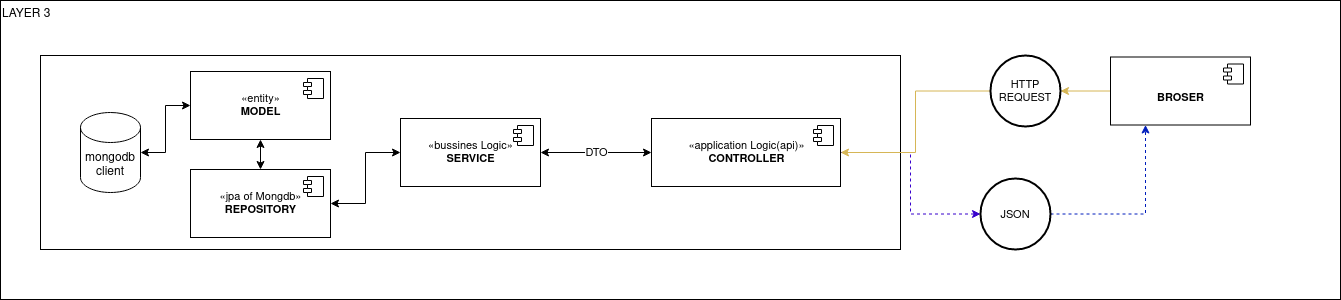 LAYER 3
mongodb
client
«entity»
MODEL
«jpa of Mongdb»
REPOSITORY
«bussines Logic»
SERVICE
DTO
«application Logic(api)»
CONTROLLER
HTTP
REQUEST
BROSER
JSON